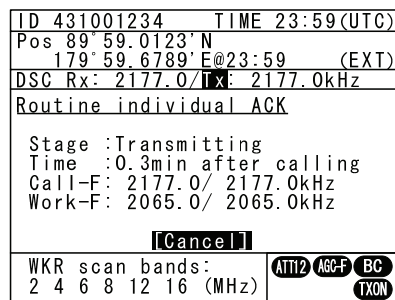 ID 431001234 TIME 23:59(UTC)
Pos 89°59.0123'N
179°59.6789'E@23:59 (EXT)
DSC Rx: 2177.0/Tx: 2177.0kHz
Routine individual ACK
Stage :Transmitting
Time :0.3min after calling
Call-F: 2177.0/ 2177.0kHz
Work-F: 2065.0/ 2065.0kHz
[Cancel]
WKR scan bands: ATT12 AGC-F BC
2 4 6 8 12 16 (MHz) TXON